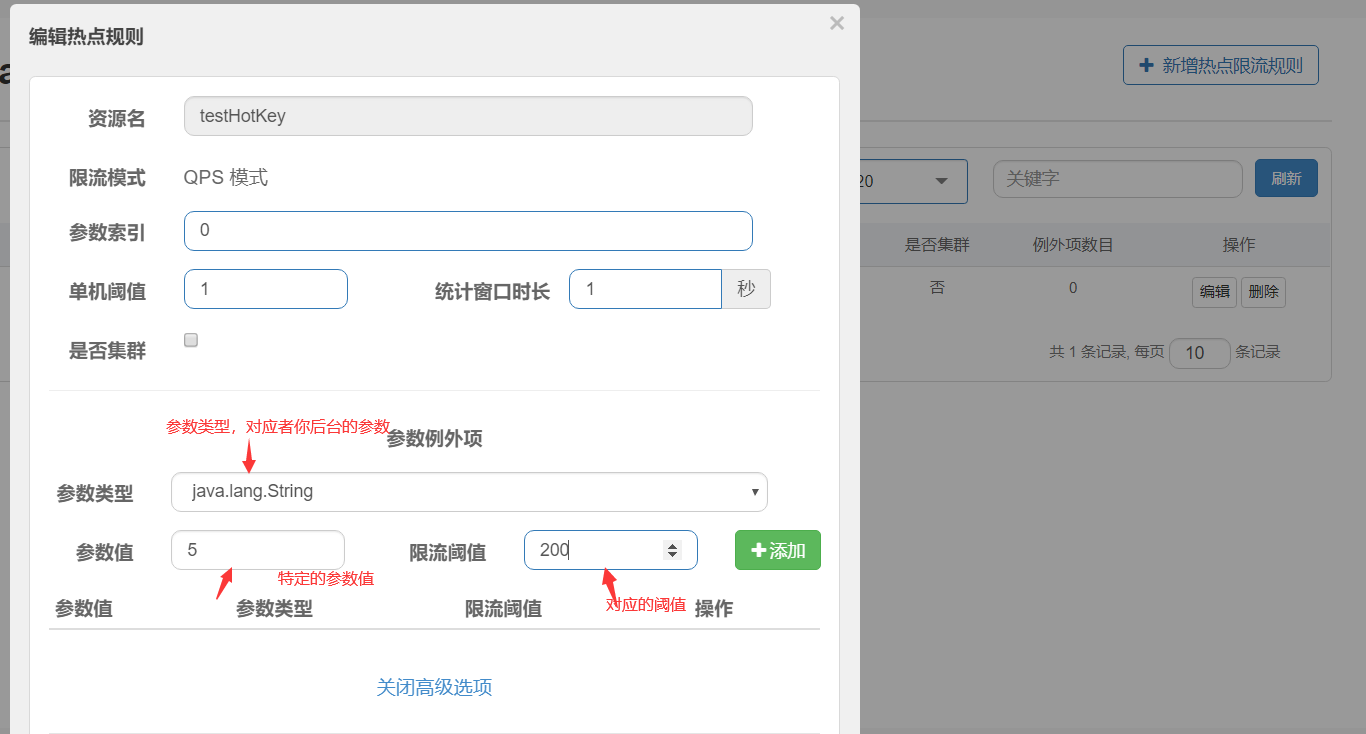 编辑热点规则 ×
a
新增热点限流规则
资源名 testHotKey
限流模式 QPS 模式
20 关键字 刷新
参数索引 0
是否集群 例外项数目 操作
单机阈值 1 统计窗口时长 1 秒
否 0 编辑 删除
是否集群
共 1 条记录, 每页 10 条记录
参数类型，对应者你后台的参数
参数例外项
参数类型 java.lang.String
参数值 5 限流阈值 200 添加
特定的参数值
对应的阈值
参数值 参数类型 限流阈值 操作
关闭高级选项